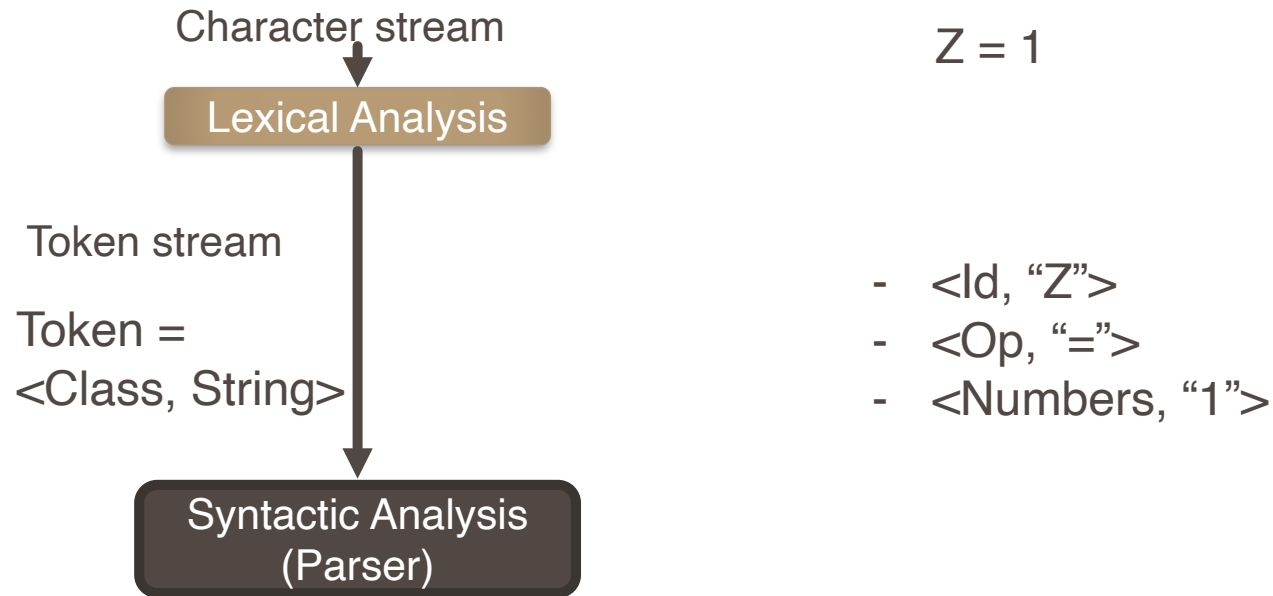 Character stream
Z = 1
Lexical Analysis
Token stream
Token =
<Class, String>
- <Id, “Z”>
- <Op, “=”>
- <Numbers, “1”>
Syntactic Analysis
(Parser)